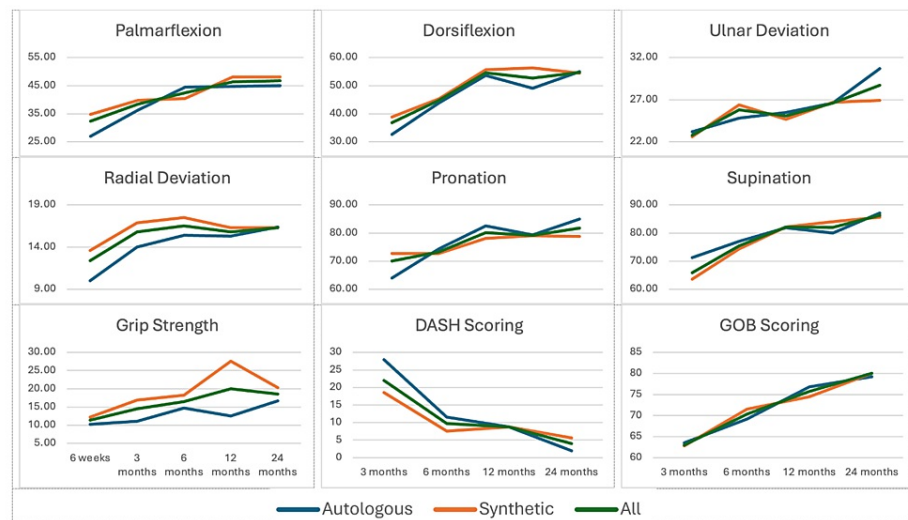 Palmarflexion
55.00
45.00
35.00
25.00
Dorsiflexion
60.00
50.00
40.00
30.00
Ulnar Deviation
32.00
27.00
22.00
Radial Deviation
19.00
14.00
9.00
Pronation
90.00
80.00
70.00
60.00
Supination
90.00
80.00
70.00
60.00
Grip Strength
30.00
25.00
20.00
15.00
10.00
5.00
6 weeks
3
months
6
months
12
months
24
months
DASH Scoring
30
25
20
15
10
5
0
3 months 6 months 12 months 24 months
GOB Scoring
85
80
75
70
65
60
3 months 6 months 12 months 24 months
Autologous Synthetic All